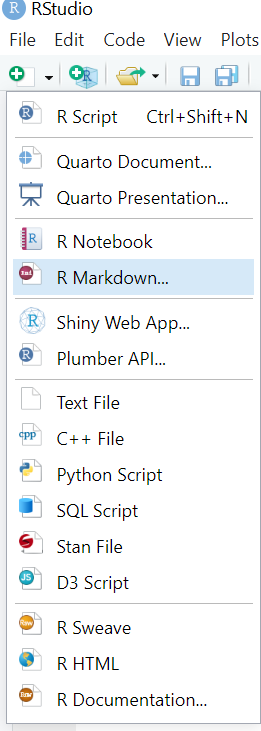 RStudio
File Edit Code View Plots
R Script Ctrl+Shift+N
Quarto Document...
Quarto Presentation...
R Notebook
R Markdown...
Shiny Web App...
Plumber API...
Text File
C++ File
Python Script
SQL Script
Stan File
D3 Script
R Sweave
R HTML
R Documentation...